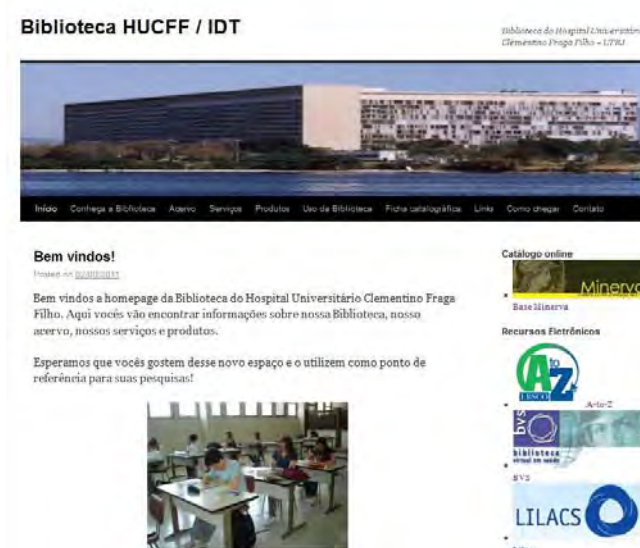 Biblioteca HUCFF / IDT
Biblioteca do Hospital Universitário
Clementino Fraga Filho – UFRJ
Início Conheça a Biblioteca Acervo Serviços Produtos Uso da Biblioteca Ficha catalográfica Links Como chegar Contato
Bem vindos!
Posted on
Bem vindos a homepage da Biblioteca do Hospital Universitário Clementino Fraga
Filho. Aqui vocês vão encontrar informações sobre nossa Biblioteca, nosso
acervo, nossos serviços e produtos.
Esperamos que vocês gostem desse novo espaço e o utilizem como ponto de
referência para suas pesquisas!
Catálogo online
Minerva
Base Minerva
Recursos Eletrônicos
A to Z
EBSCO
A-to-Z
bvs
biblioteca
virtual em saúde
BVS
LILACS